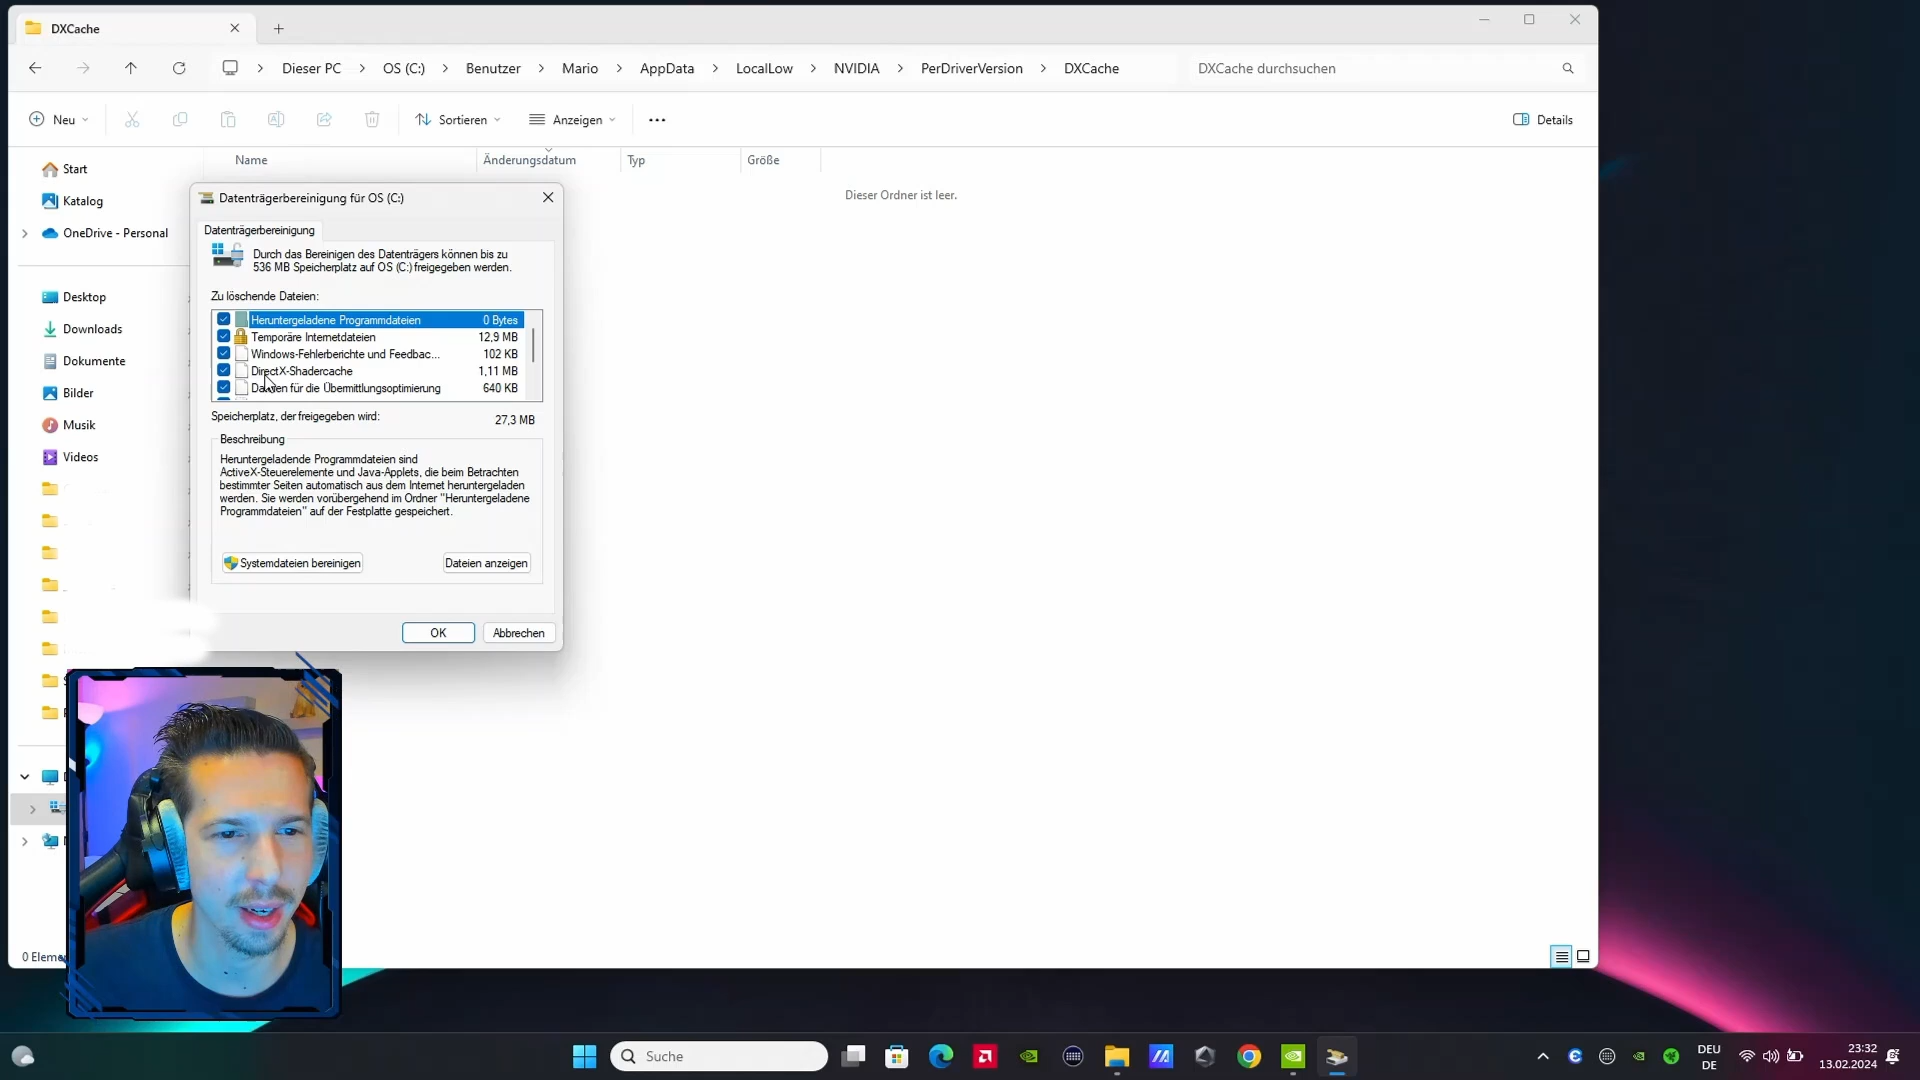 DXCache
Dieser PC
OS (C:)
Benutzer
Mario
AppData
LocalLow
NVIDIA
PerDriverVersion
DXCache
DXCache durchsuchen
Neu
Sortieren
Anzeigen
Details
Name
Änderungsdatum
Typ
Größe
Dieser Ordner ist leer.
Start
Katalog
OneDrive - Personal
Desktop
Downloads
Dokumente
Bilder
Musik
Videos
0 Eleme
Datenträgerbereinigung für OS (C:)
Datenträgerbereinigung
Durch das Bereinigen des Datenträgers können bis zu
536 MB Speicherplatz auf OS (C:) freigegeben werden.
Zu löschende Dateien:
Heruntergeladene Programmdateien 0 Bytes
Temporäre Internetdateien 12,9 MB
Windows-Fehlerberichte und Feedbac... 102 KB
DirectX-Shadercache 1,11 MB
Dateien für die Übermittlungsoptimierung 640 KB
Speicherplatz, der freigegeben wird: 27,3 MB
Beschreibung
Heruntergeladende Programmdateien sind
ActiveX-Steuerelemente und Java-Applets, die beim Betrachten
bestimmter Seiten automatisch aus dem Internet heruntergeladen
werden. Sie werden vorübergehend im Ordner "Heruntergeladene
Programmdateien" auf der Festplatte gespeichert.
Systemdateien bereinigen
Dateien anzeigen
OK
Abbrechen
Suche
DEU
DE
23:32
13.02.2024